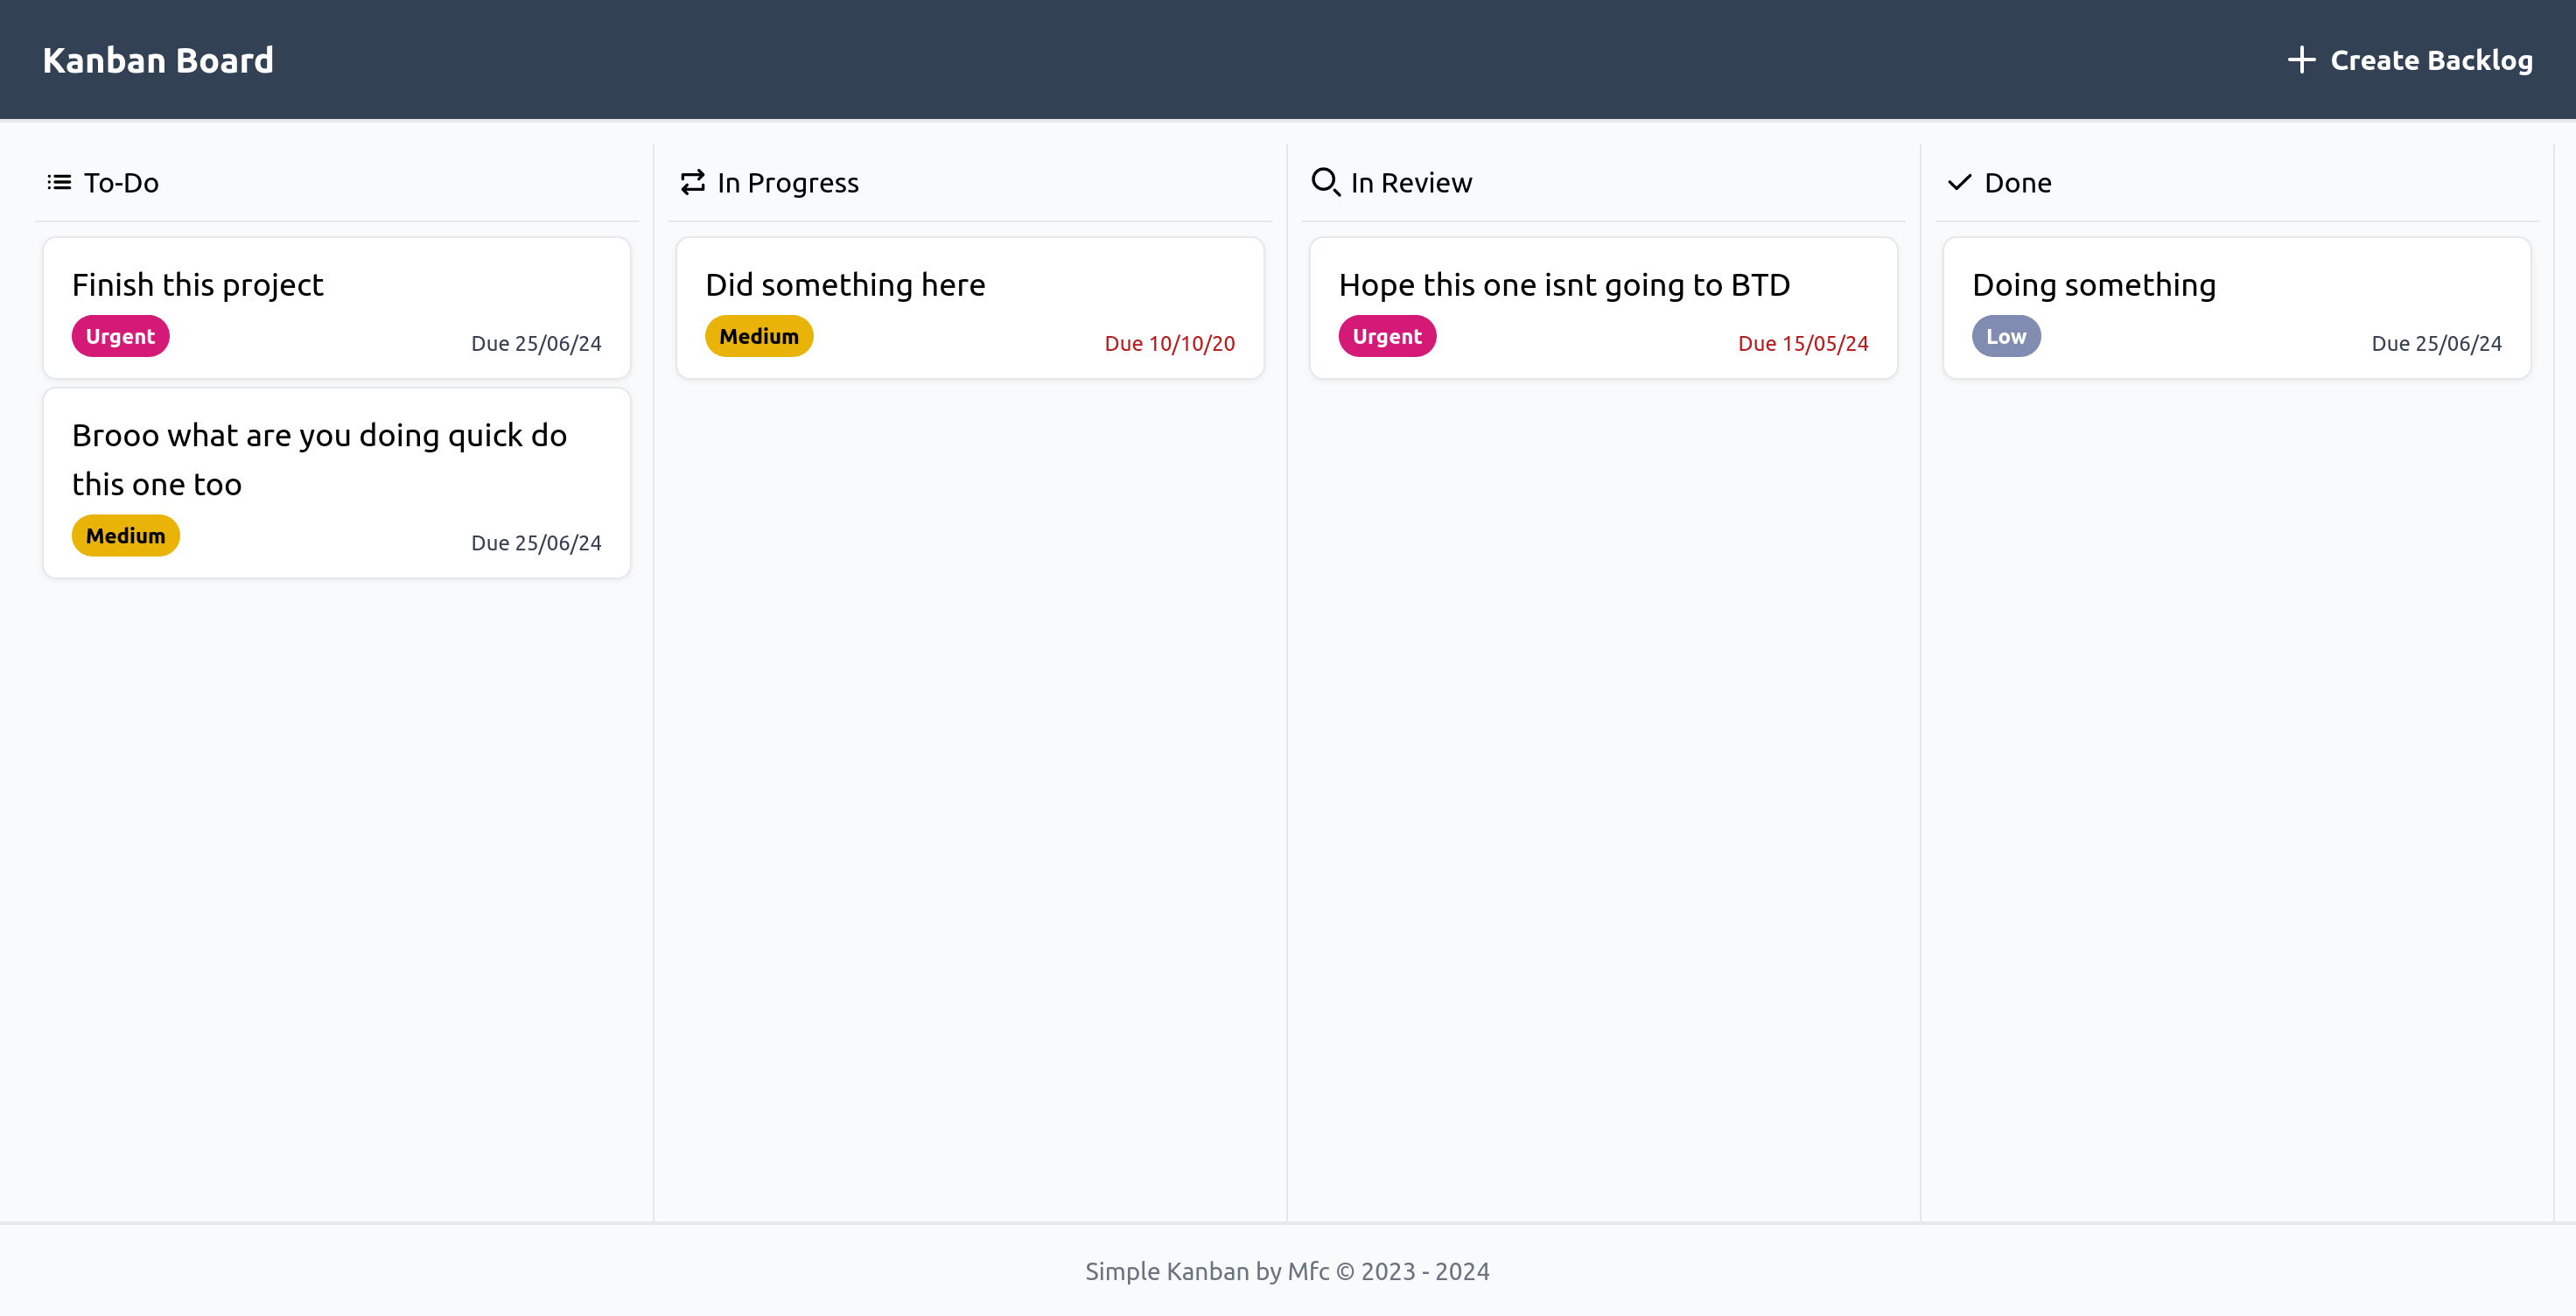 Kanban Board
Create Backlog
To-Do
Finish this project
Urgent
Due 25/06/24
Brooo what are you doing quick do
this one too
Medium
Due 25/06/24
In Progress
Did something here
Medium
Due 10/10/20
In Review
Hope this one isnt going to BTD
Urgent
Due 15/05/24
Done
Doing something
Low
Due 25/06/24
Simple Kanban by Mfc © 2023 - 2024